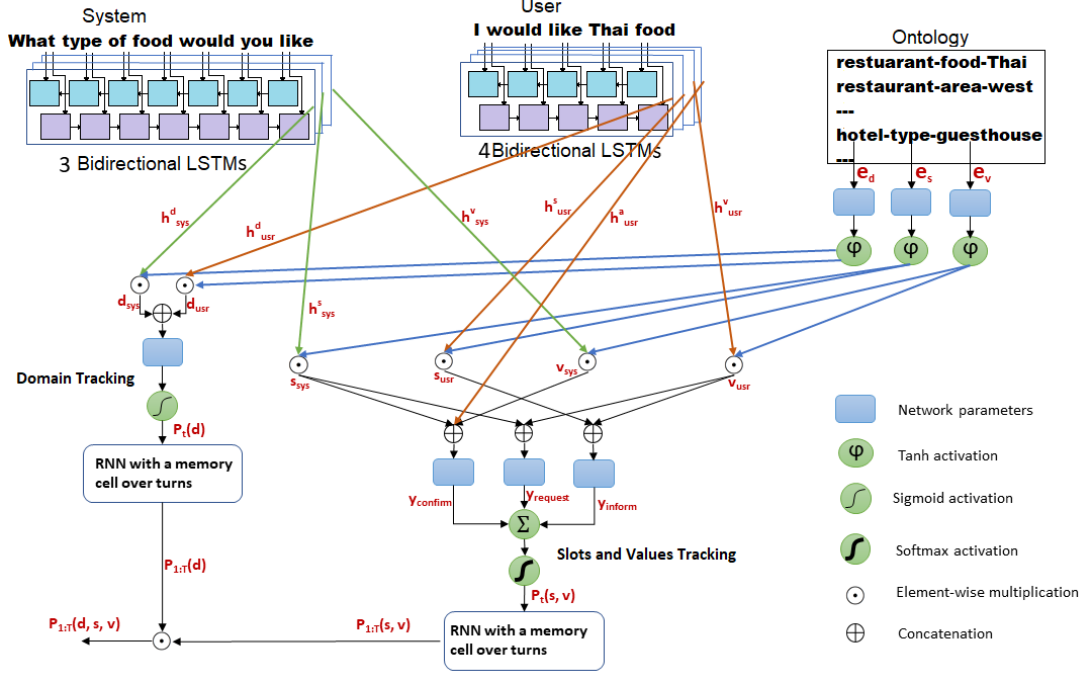 System
User
What type of food would you like
I would like Thai food
Ontology
restuarant-food-Thai
restaurant-area-west
---
hotel-type-guesthouse
---
3 Bidirectional LSTMs
4Bidirectional LSTMs
e_d
e_s
e_v
h^d_sys
h^d_usr
h^v_sys
h^s_usr
h^a_usr
h^v_usr
φ
φ
φ
d_sys
d_usr
h^s_sys
s_sys
s_usr
v_sys
v_usr
Domain Tracking
P_t(d)
RNN with a memory
cell over turns
y_confirm
y_request
y_inform
Σ
Slots and Values Tracking
P_t(s, v)
P_1:T(d)
RNN with a memory
cell over turns
P_1:T(s, v)
P_1:T(d, s, v)
Network parameters
φ
Tanh activation
Sigmoid activation
Softmax activation
Element-wise multiplication
Concatenation